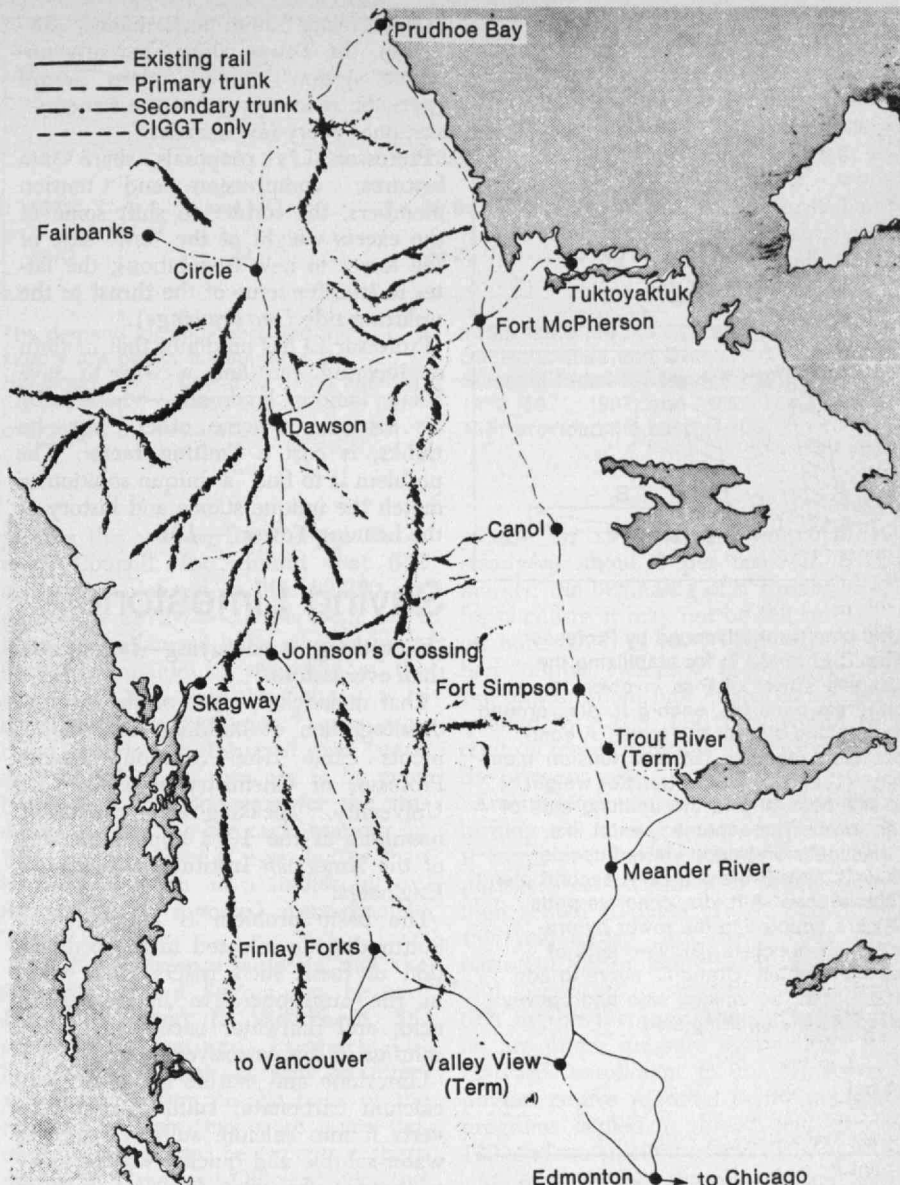 Prudhoe Bay
Existing rail
Primary trunk
Secondary trunk
CIGGT only
Fairbanks
Circle
Tuktoyaktuk
Fort McPherson
Dawson
Canol
Johnson's Crossing
Skagway
Fort Simpson
Trout River
(Term)
Meander River
Finlay Forks
to Vancouver
Valley View
(Term)
Edmonton
to Chicago